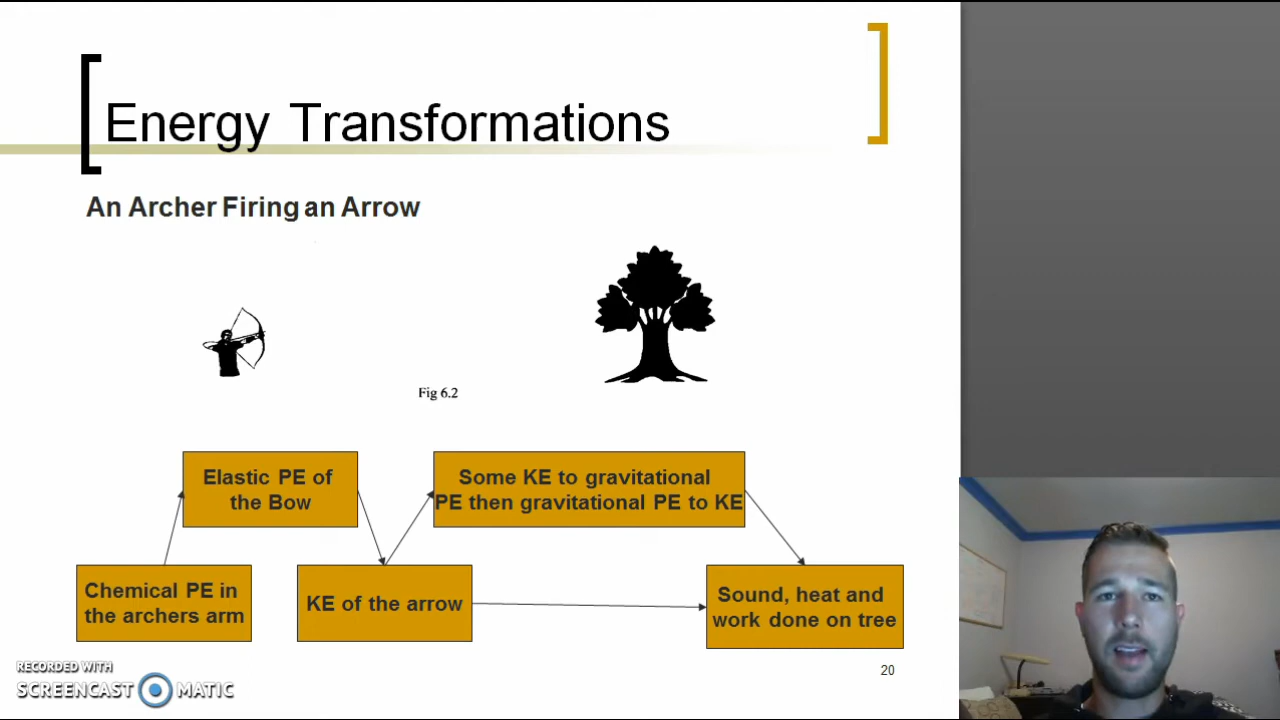 Energy Transformations
An Archer Firing an Arrow
Fig 6.2
Elastic PE of
the Bow
Some KE to gravitational
PE then gravitational PE to KE
Chemical PE in
the archers arm
KE of the arrow
Sound, heat and
work done on tree
20
RECORDED WITH
SCREENCAST MATIC